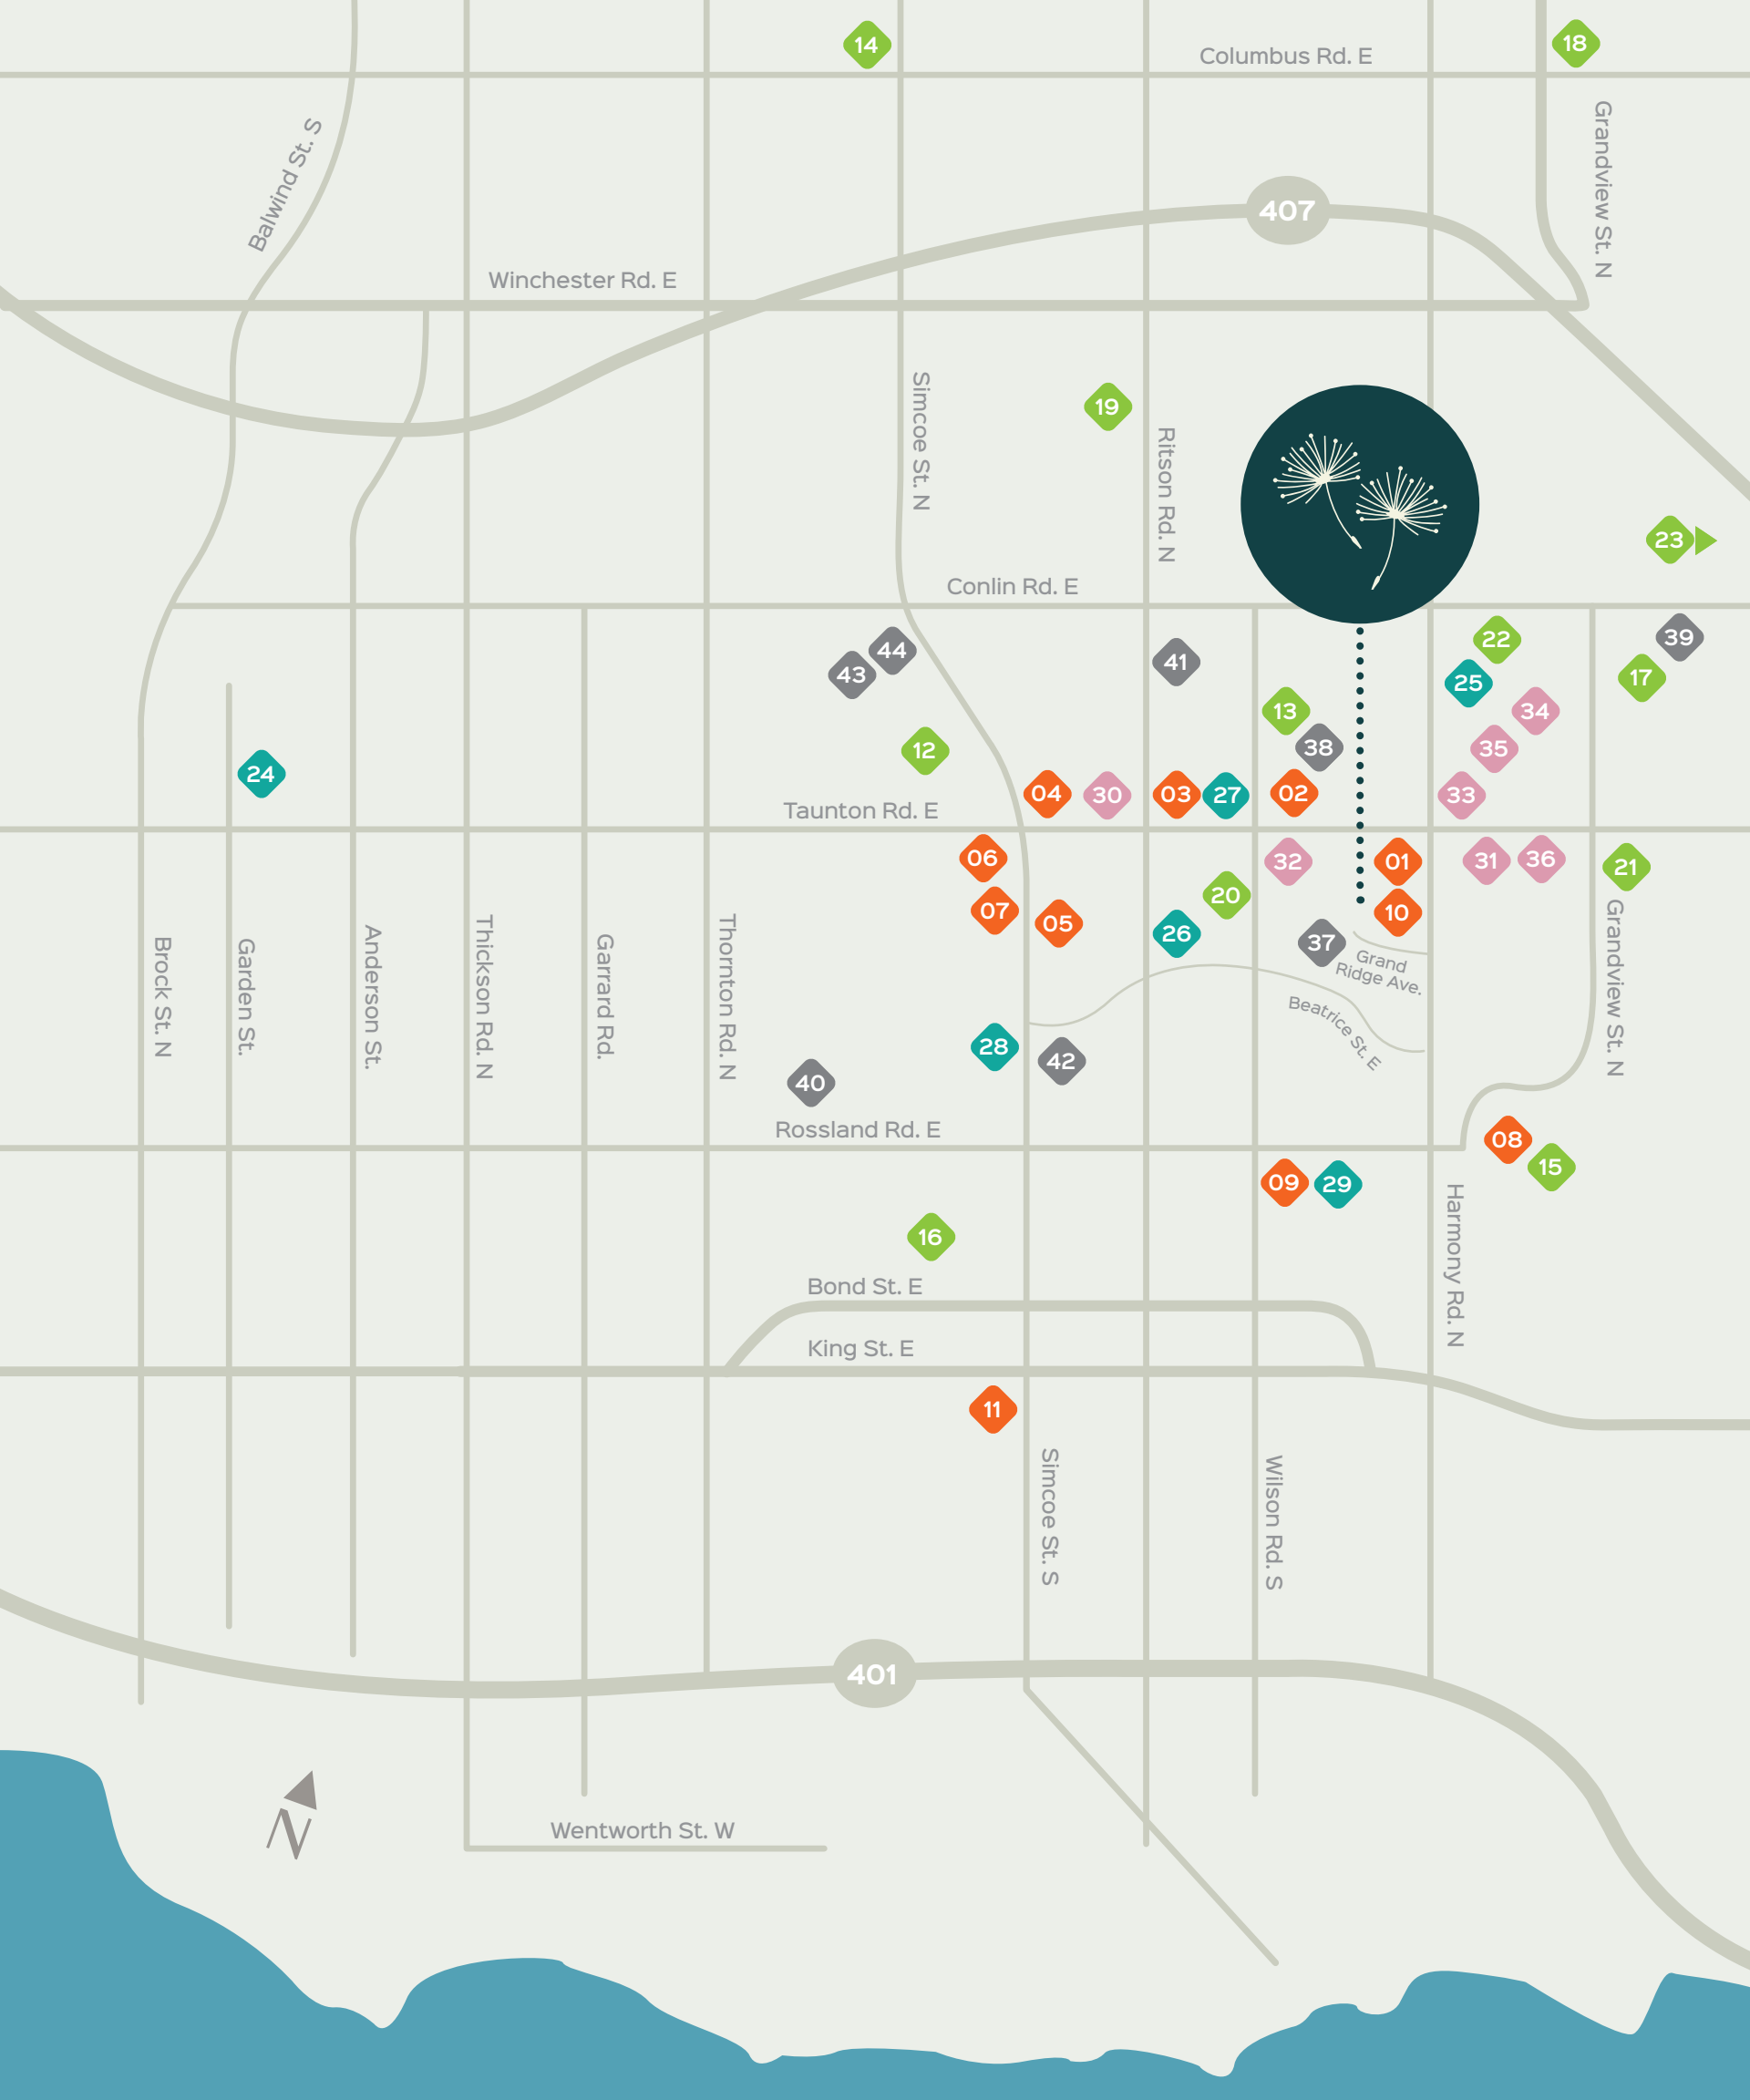 14
18
Columbus Rd. E
Balwind St. S
Grandview St. N
407
Winchester Rd. E
Simcoe St. N
19
Ritson Rd. N
23
Conlin Rd. E
44
43
41
22
39
25
17
13
34
38
35
12
24
04
30
03
27
02
33
Taunton Rd. E
06
32
01
31
36
21
07
05
20
26
10
37
Grand
Ridge Ave.
Beatrice St. E
Brock St. N
Garden St.
Anderson St.
Thickson Rd. N
Garrard Rd.
Thornton Rd. N
Grandview St. N
28
42
40
Rossland Rd. E
08
15
09
29
16
Harmony Rd. N
Bond St. E
King St. E
11
Simcoe St. S
Wilson Rd. S
401
N
Wentworth St. W